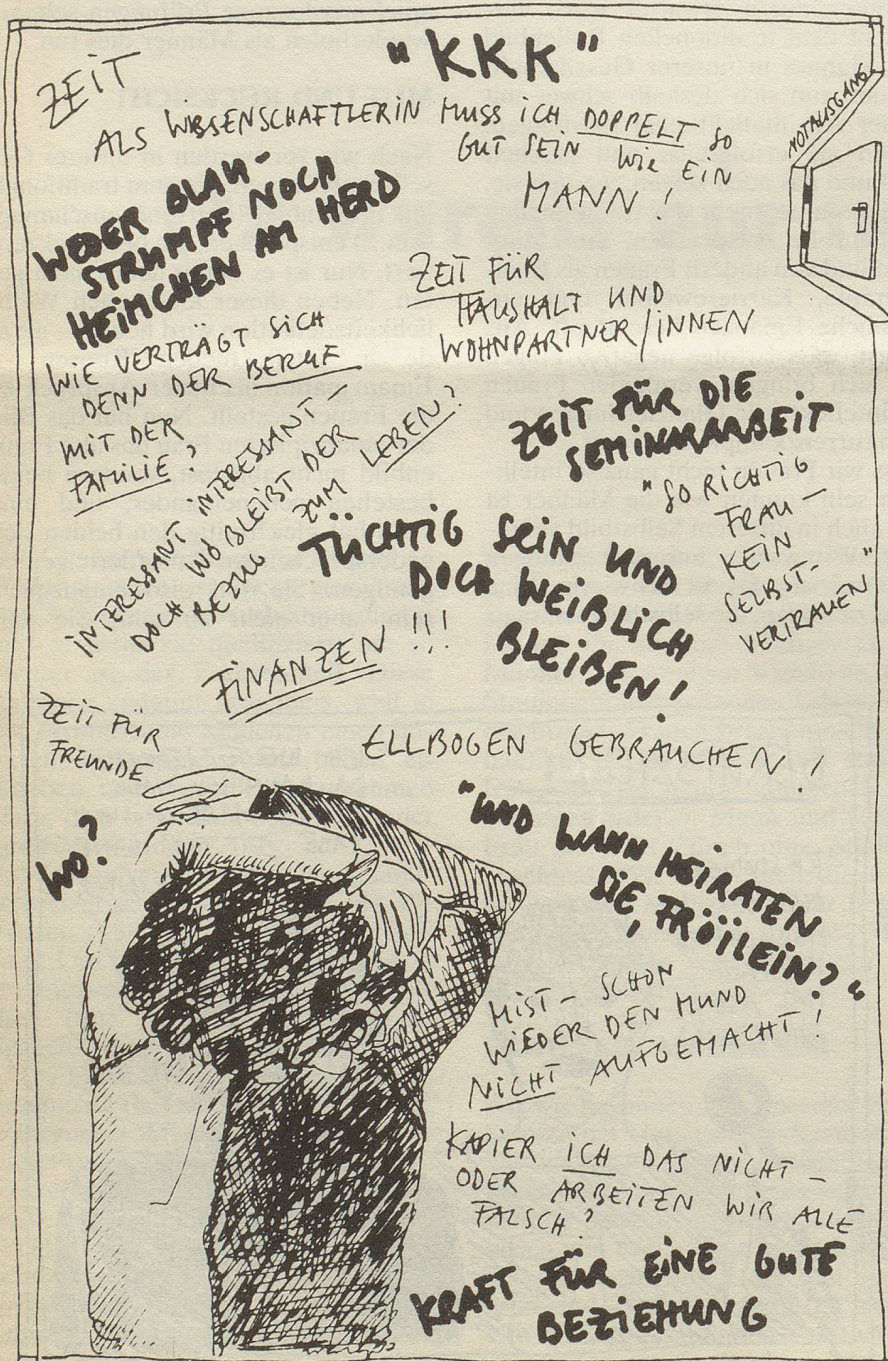 ZEIT
"KKK"
NOTAUSGANG
ALS WISSENSCHAFTLERIN MUSS ICH DOPPELT SO
GUT SEIN WIE EIN
MANN!
WEDER BLAU-
STRUMPF NOCH
HEIMCHEN AM HERD
ZEIT FÜR
HAUSHALT UND
WOHNPARTNER/INNEN
WIE VERTRAGT SICH
DENN DER BERUF
MIT DER
FAMILIE?
ZEIT FÜR DIE
SEMINARARBEIT
INTERESSANT INTERESSANT
DOCH WO BLEIBT DER
BEZUG ZUM LEBEN?
"SO RICHTIG
FRAU -
KEIN
SELBST-
VERTRAUEN"
TÜCHTIG SEIN UND
DOCH WEIBLICH
BLEIBEN!
FINANZEN !!!
ZEIT FÜR
FREUNDE
ELLBOGEN GEBRAUCHEN!
WO?
"UND WANN HEIRATEN
SIE, FRÖILEIN?"
MIST - SCHON
WIEDER DEN MUND
NICHT AUFGEMACHT!
KAPIER ICH DAS NICHT -
ODER ARBEITEN WIR ALLE
FALSCH?
KRAFT FÜR EINE GUTE
BEZIEHUNG